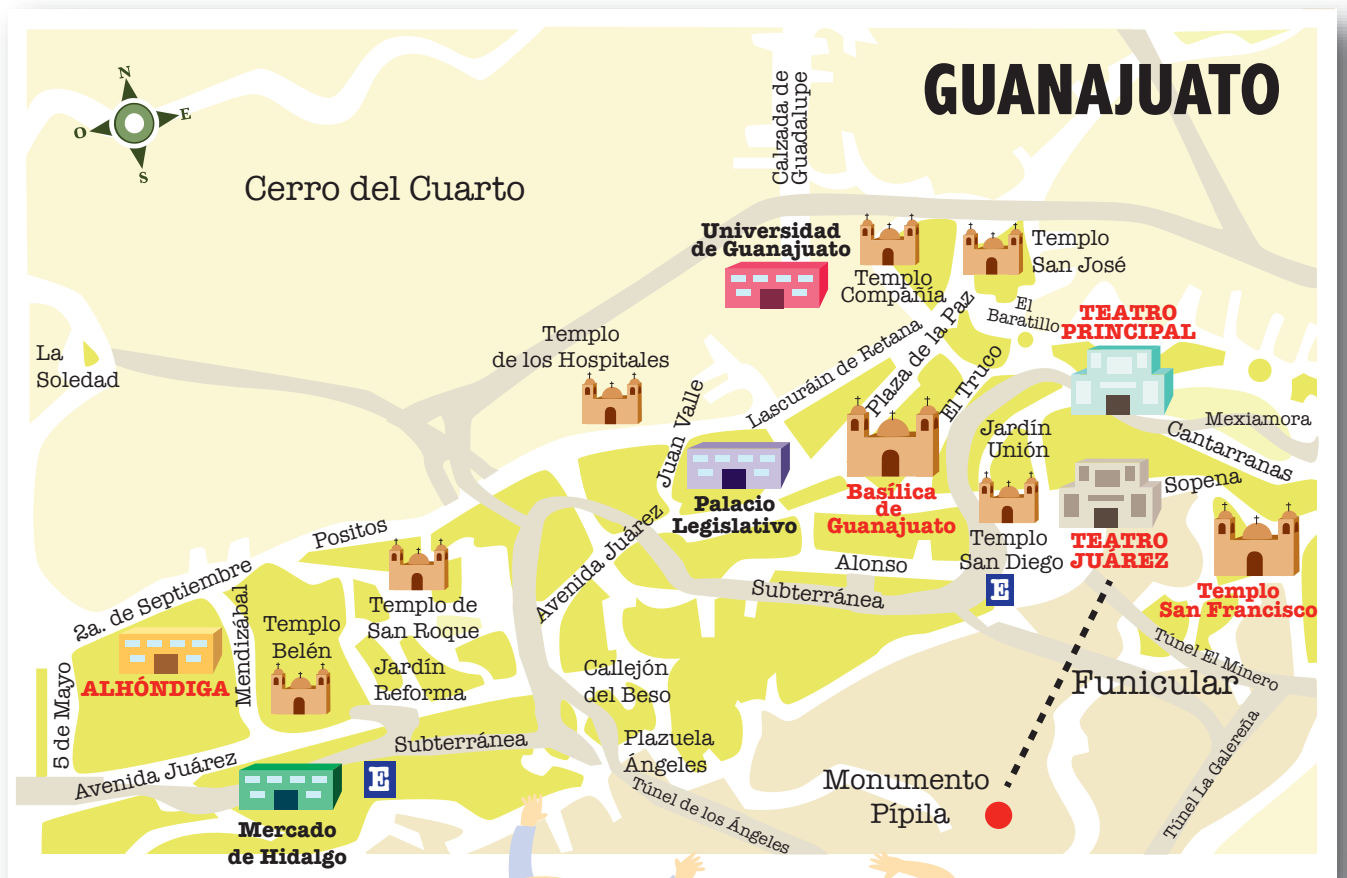 GUANAJUATO
N
E
O
S
Cerro del Cuarto
Calzada de
Guadalupe
Universidad
de Guanajuato
Templo
Compañía
Templo
San José
La
Soledad
Templo
de los Hospitales
Lascuráin de Retana
Plaza de la Paz
El
Baratillo
TEATRO
PRINCIPAL
El Truco
Juan Valle
Jardín
Unión
Mexiamora
Cantarranas
Sopena
Palacio
Legislativo
Basílica
de
Guanajuato
Positos
Avenida Juárez
Alonso
Subterránea
Templo
San Diego
E
TEATRO
JUÁREZ
Templo
San Francisco
2a. de Septiembre
Mendizábal
Templo
Belén
Templo de
San Roque
Jardín
Reforma
ALHÓNDIGA
5 de Mayo
Callejón
del Beso
Túnel El Minero
Funicular
Avenida Juárez
Subterránea
E
Plazuela
Ángeles
Túnel de los Ángeles
Monumento
Pípila
Túnel La Galereña
Mercado
de Hidalgo